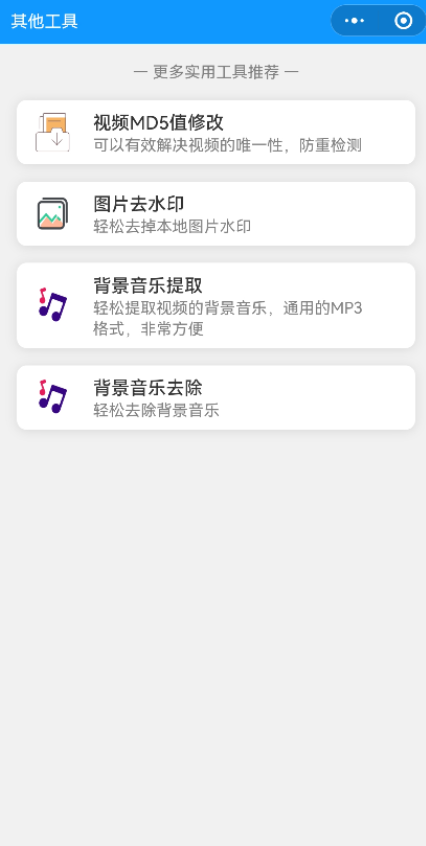 其他工具
— 更多实用工具推荐 —
视频MD5值修改
可以有效解决视频的唯一性，防重检测
图片去水印
轻松去掉本地图片水印
背景音乐提取
轻松提取视频的背景音乐，通用的MP3
格式，非常方便
背景音乐去除
轻松去除背景音乐